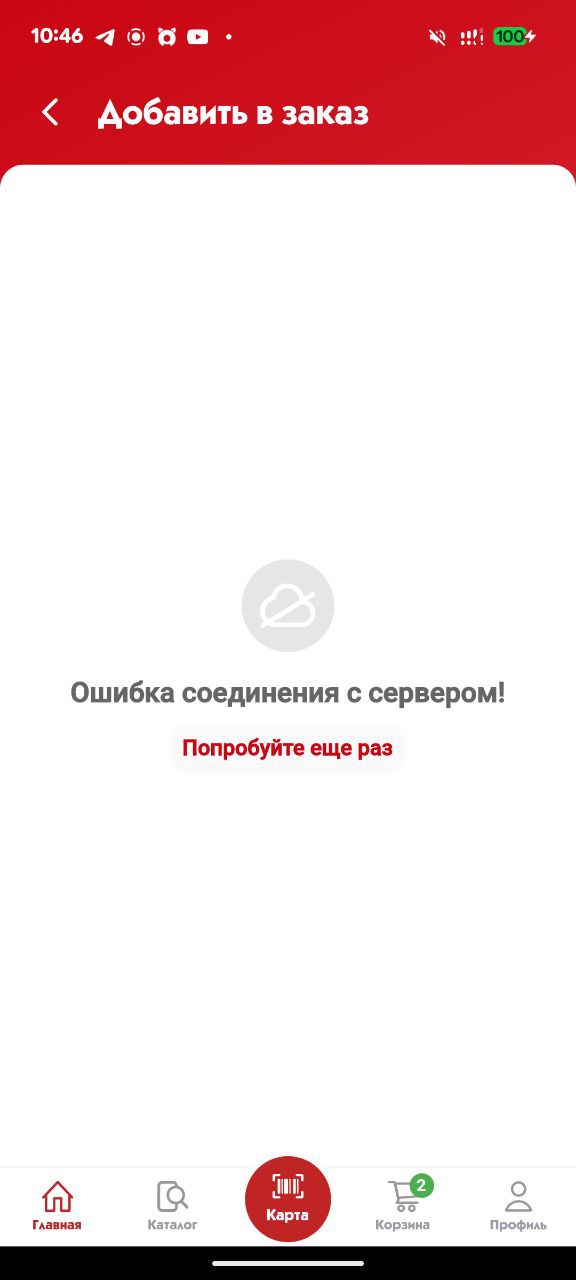 10:46
100
Добавить в заказ
Ошибка соединения с сервером!
Попробуйте еще раз
2
Главная
Каталог
Карта
Корзина
Профиль